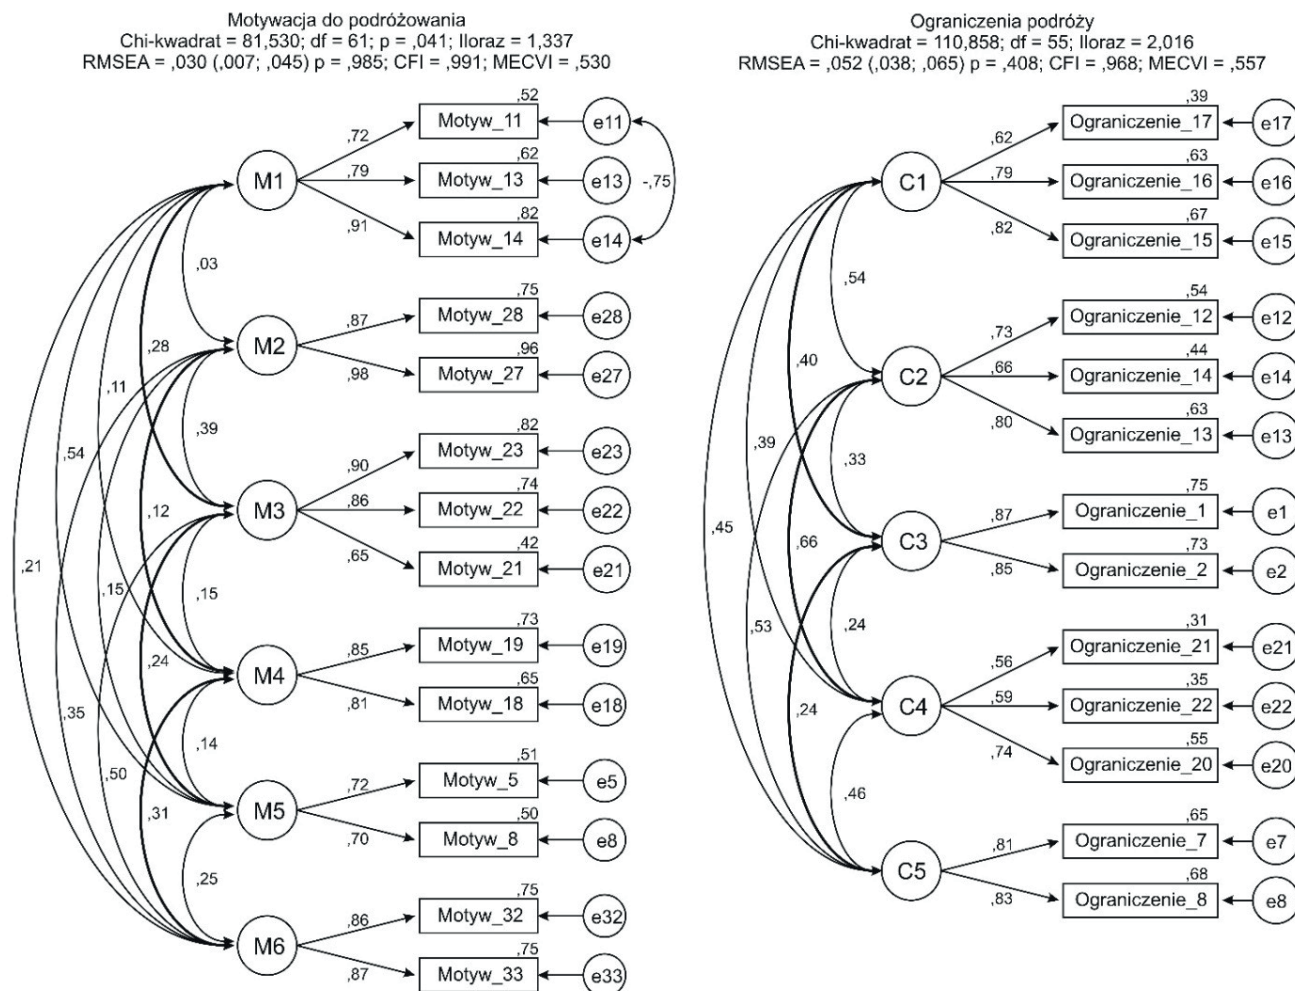 Motywacja do podróżowania
Chi-kwadrat = 81,530; df = 61; p = ,041; Iloraz = 1,337
RMSEA = ,030 (,007; ,045) p = ,985; CFI = ,991; MECVI = ,530
,52
Motyw_11
e11
,72
,62
M1
,79
Motyw_13
e13
-,75
,82
,91
Motyw_14
e14
,03
,75
,87
Motyw_28
e28
M2
,96
,98
Motyw_27
e27
,28
,11
,39
,54
,82
,90
Motyw_23
e23
,74
M3
,86
Motyw_22
e22
,12
,42
,65
Motyw_21
e21
,21
,15
,15
,73
,85
Motyw_19
e19
,24
M4
,65
,81
Motyw_18
e18
,35
,14
,50
,51
,72
Motyw_5
e5
,31
M5
,50
,70
Motyw_8
e8
,25
,75
,86
Motyw_32
e32
M6
,75
,87
Motyw_33
e33
Ograniczenia podróży
Chi-kwadrat = 110,858; df = 55; Iloraz = 2,016
RMSEA = ,052 (,038; ,065) p = ,408; CFI = ,968; MECVI = ,557
,39
Ograniczenie_17
e17
,62
,63
C1
,79
Ograniczenie_16
e16
,67
,82
Ograniczenie_15
e15
,54
,54
,73
Ograniczenie_12
e12
,40
,44
C2
,66
Ograniczenie_14
e14
,63
,80
Ograniczenie_13
e13
,39
,33
,75
,87
Ograniczenie_1
e1
,45
,66
C3
,73
,85
Ograniczenie_2
e2
,53
,24
,31
,56
Ograniczenie_21
e21
,24
C4
,35
,59
Ograniczenie_22
e22
,55
,74
Ograniczenie_20
e20
,46
,65
,81
Ograniczenie_7
e7
C5
,68
,83
Ograniczenie_8
e8